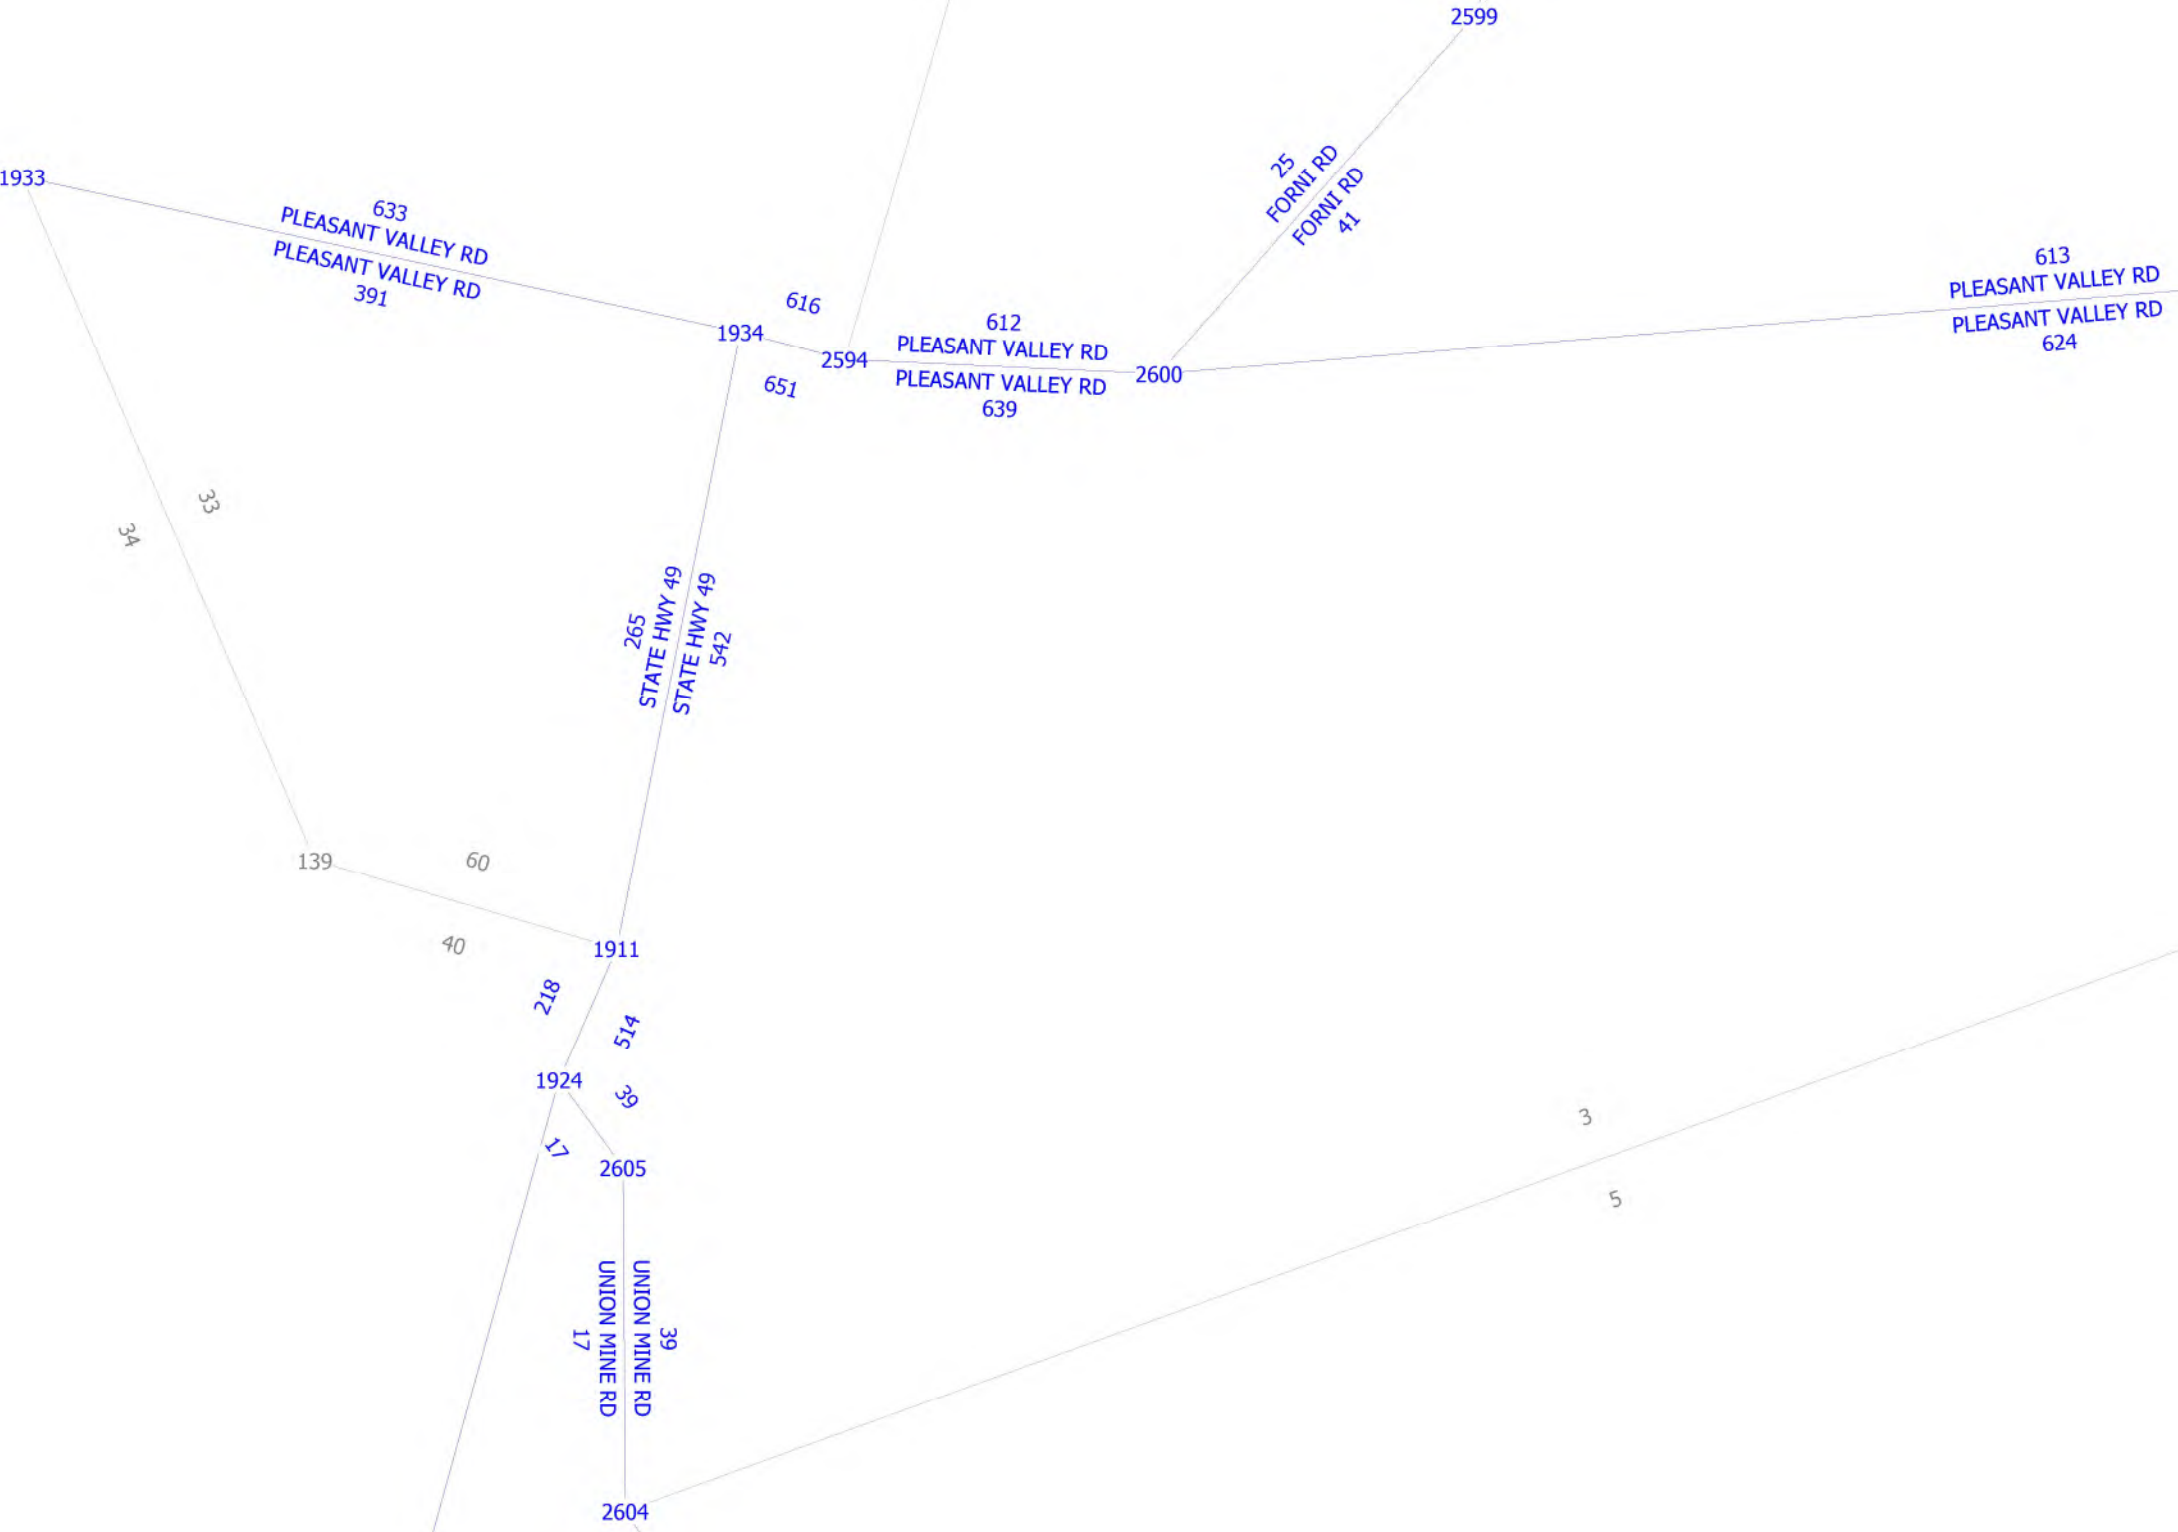 2599
1933
633
PLEASANT VALLEY RD
PLEASANT VALLEY RD
391
25
FORNI RD
FORNI RD
41
613
PLEASANT VALLEY RD
PLEASANT VALLEY RD
624
1934
616
651
2594
612
PLEASANT VALLEY RD
PLEASANT VALLEY RD
639
2600
33
34
265
STATE HWY 49
STATE HWY 49
542
139
60
40
1911
218
514
1924
39
17
2605
3
5
39
UNION MINE RD
UNION MINE RD
17
2604